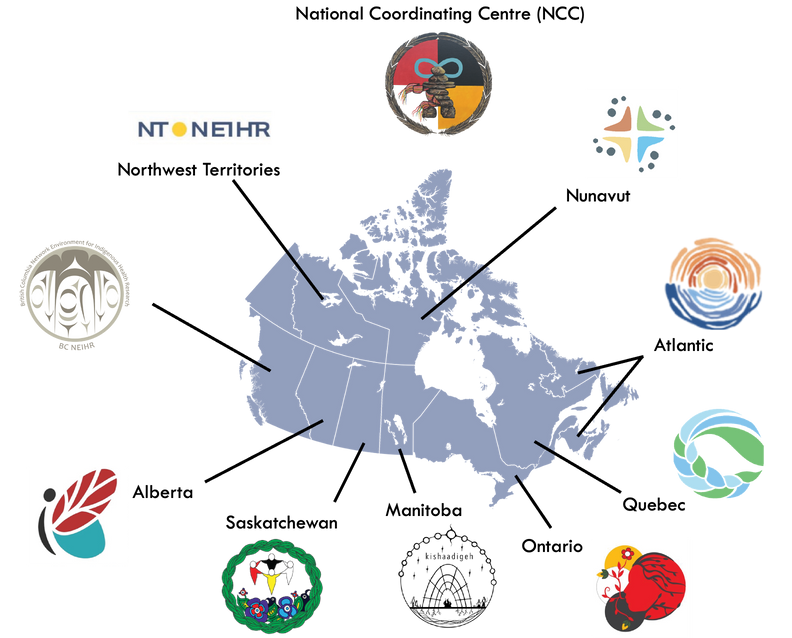 National Coordinating Centre (NCC)
NT NEIHR
Northwest Territories
Nunavut
British Columbia Network Environment for Indigenous Health Research
BC NEIHR
Atlantic
Alberta
Quebec
Manitoba
Saskatchewan
Ontario
kishaadigeh